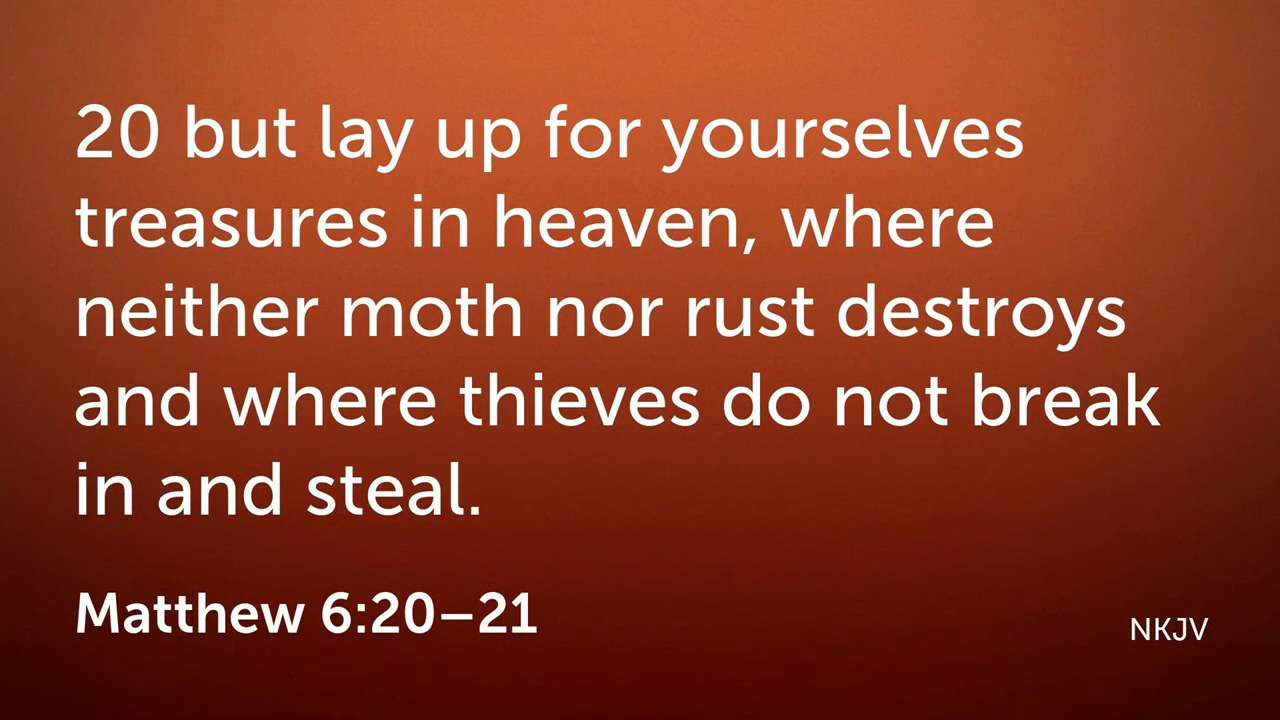 20 but lay up for yourselves
treasures in heaven, where
neither moth nor rust destroys
and where thieves do not break
in and steal.
Matthew 6:20–21
NKJV